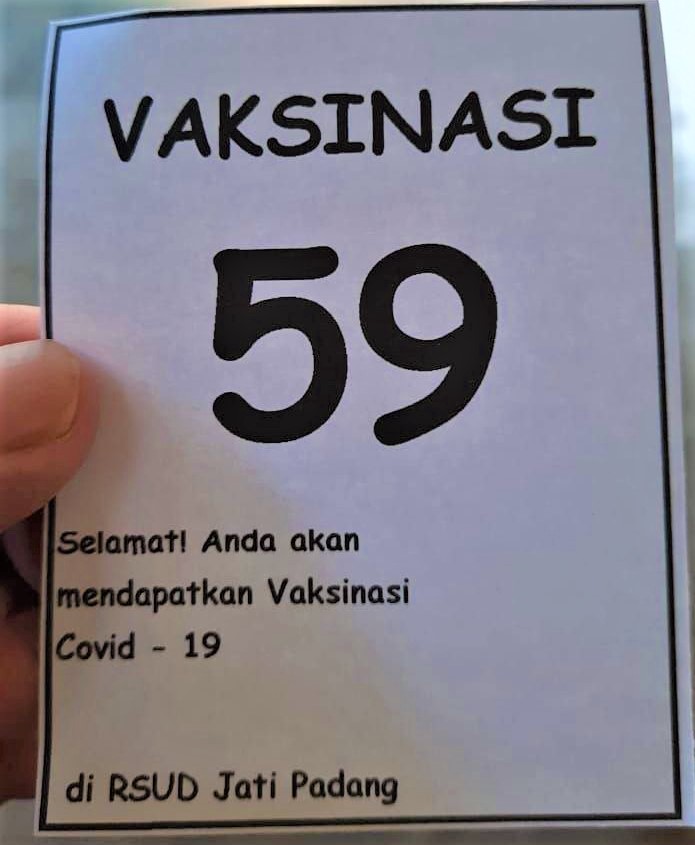 VAKSINASI
59
Selamat! Anda akan
mendapatkan Vaksinasi
Covid - 19
di RSUD Jati Padang